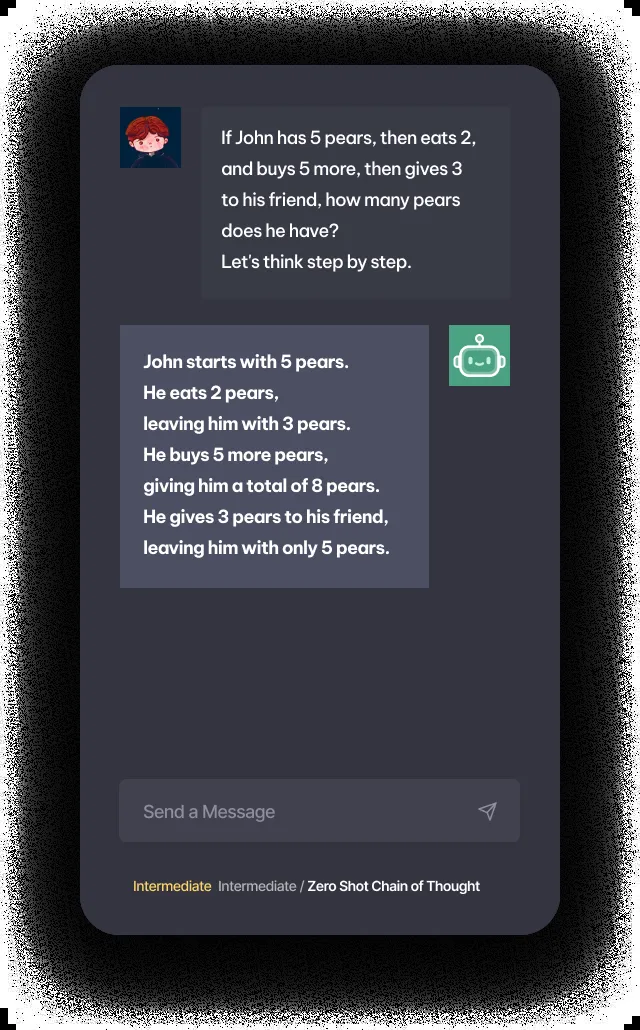 If John has 5 pears, then eats 2,
and buys 5 more, then gives 3
to his friend, how many pears
does he have?
Let's think step by step.
John starts with 5 pears.
He eats 2 pears,
leaving him with 3 pears.
He buys 5 more pears,
giving him a total of 8 pears.
He gives 3 pears to his friend,
leaving him with only 5 pears.
Send a Message
Intermediate Intermediate / Zero Shot Chain of Thought